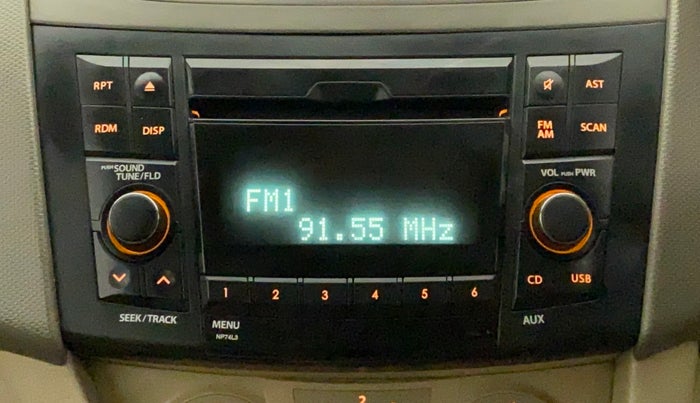 RPT
AST
RDM DISP
FM
AM
SCAN
PUSH SOUND
TUNE/FLD
VOL PUSH PWR
FM1
91.55 MHz
CD USB
1 2 3 4 5 6
SEEK/TRACK
MENU
AUX
NP74L3
2